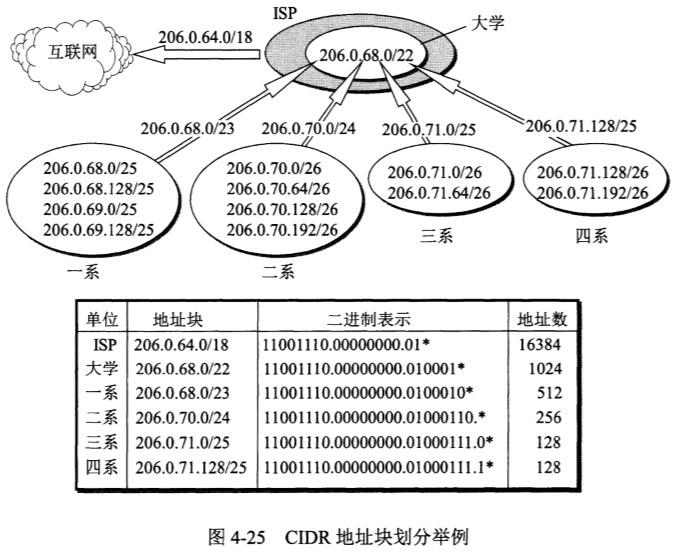 ISP
大学
互联网
206.0.64.0/18
206.0.68.0/22
206.0.68.0/23
206.0.70.0/24
206.0.71.0/25
206.0.71.128/25
206.0.68.0/25
206.0.68.128/25
206.0.69.0/25
206.0.69.128/25
一系
206.0.70.0/26
206.0.70.64/26
206.0.70.128/26
206.0.70.192/26
二系
206.0.71.0/26
206.0.71.64/26
三系
206.0.71.128/26
206.0.71.192/26
四系
单位 地址块 二进制表示 地址数
ISP 206.0.64.0/18 11001110.00000000.01* 16384
大学 206.0.68.0/22 11001110.00000000.010001* 1024
一系 206.0.68.0/23 11001110.00000000.0100010* 512
二系 206.0.70.0/24 11001110.00000000.01000110.* 256
三系 206.0.71.0/25 11001110.00000000.01000111.0* 128
四系 206.0.71.128/25 11001110.00000000.01000111.1* 128
图 4-25 CIDR 地址块划分举例